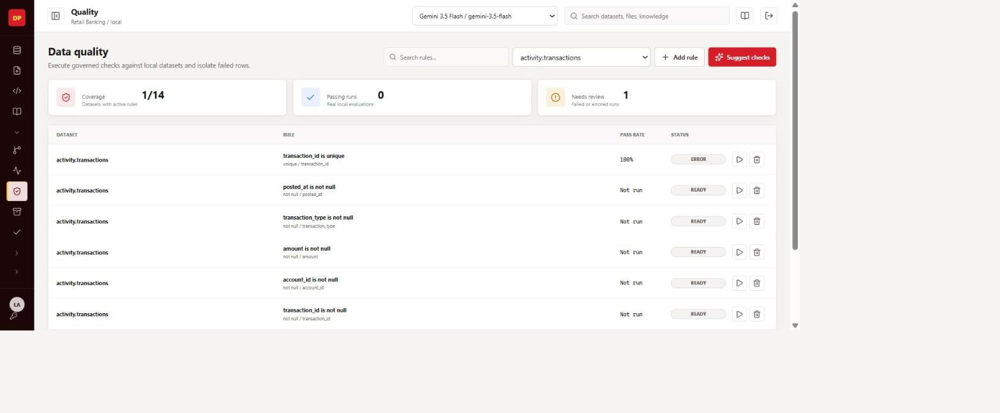 DP
Quality
Retail Banking / local
Gemini 3.5 Flash / gemini-3.5-flash
Search datasets, files, knowledge
Data quality
Execute governed checks against local datasets and isolate failed rows.
Search rules...
activity.transactions
Add rule
Suggest checks
Coverage
1/14
Datasets with active rules
Passing runs
0
Real local evaluations
Needs review
1
Failed or errored runs
DATASET RULE PASS RATE STATUS
activity.transactions
transaction_id is unique
unique / transaction_id
100%
ERROR
activity.transactions
posted_at is not null
not null / posted_at
Not run
READY
activity.transactions
transaction_type is not null
not null / transaction_type
Not run
READY
activity.transactions
amount is not null
not null / amount
Not run
READY
activity.transactions
account_id is not null
not null / account_id
Not run
READY
activity.transactions
transaction_id is not null
not null / transaction_id
Not run
READY
LA